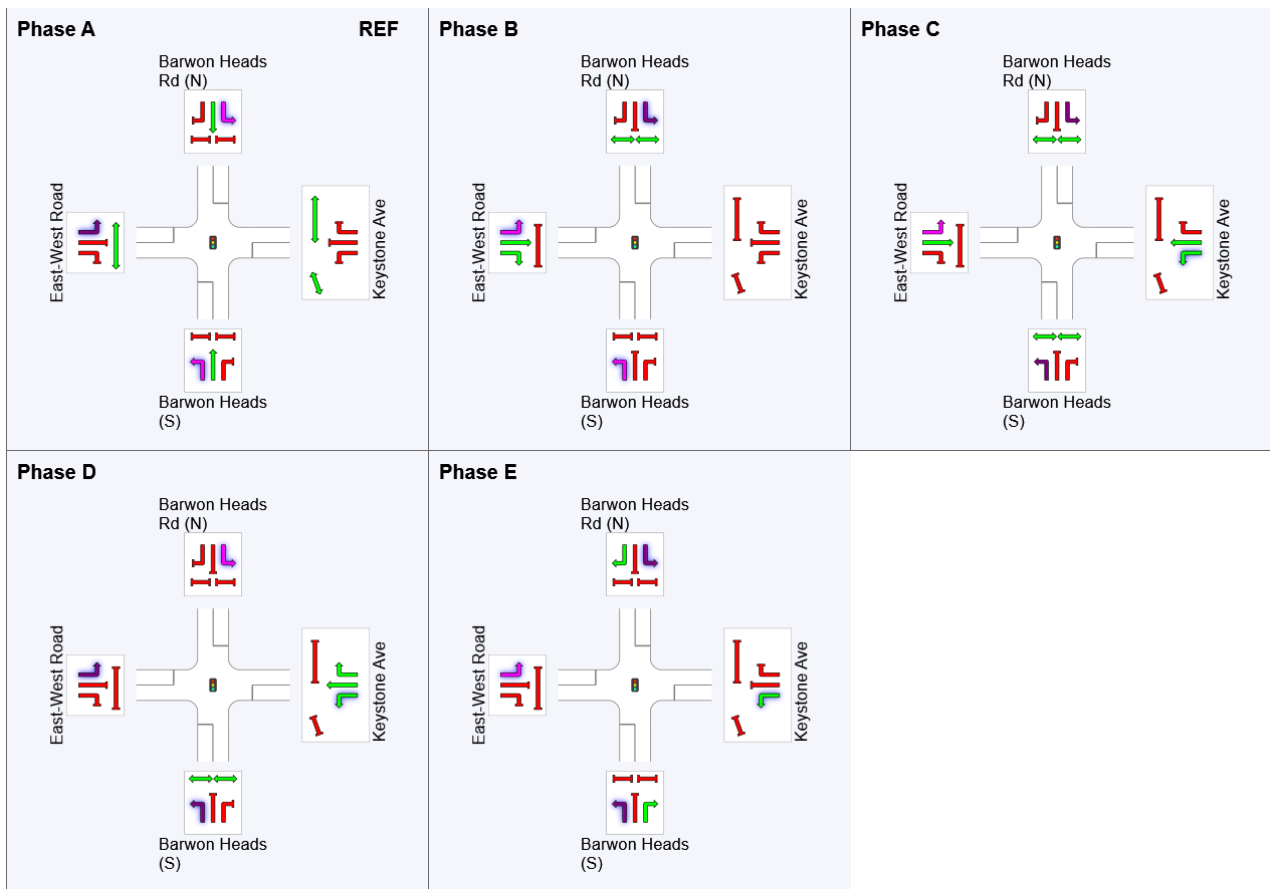 Phase A
REF
Barwon Heads
Rd (N)
East-West Road
Keystone Ave
Barwon Heads
(S)
Phase B
Barwon Heads
Rd (N)
East-West Road
Keystone Ave
Barwon Heads
(S)
Phase C
Barwon Heads
Rd (N)
East-West Road
Keystone Ave
Barwon Heads
(S)
Phase D
Barwon Heads
Rd (N)
East-West Road
Keystone Ave
Barwon Heads
(S)
Phase E
Barwon Heads
Rd (N)
East-West Road
Keystone Ave
Barwon Heads
(S)